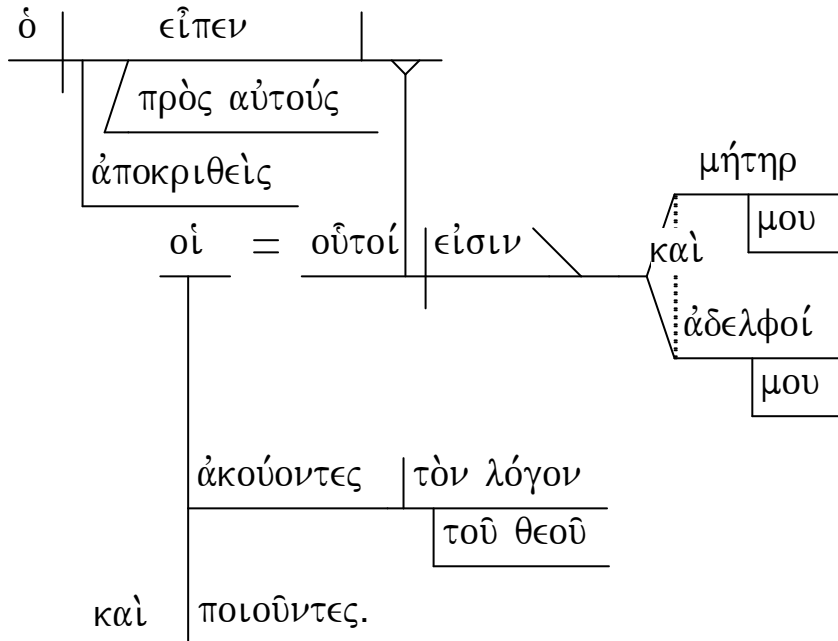 ὁ εἶπεν
πρὸς αὐτούς
ἀποκριθεὶς
μήτηρ
μου
οἱ = οὗτοί εἰσιν καὶ
ἀδελφοί
μου
ἀκούοντες τὸν λόγον
τοῦ θεοῦ
καὶ ποιοῦντες.